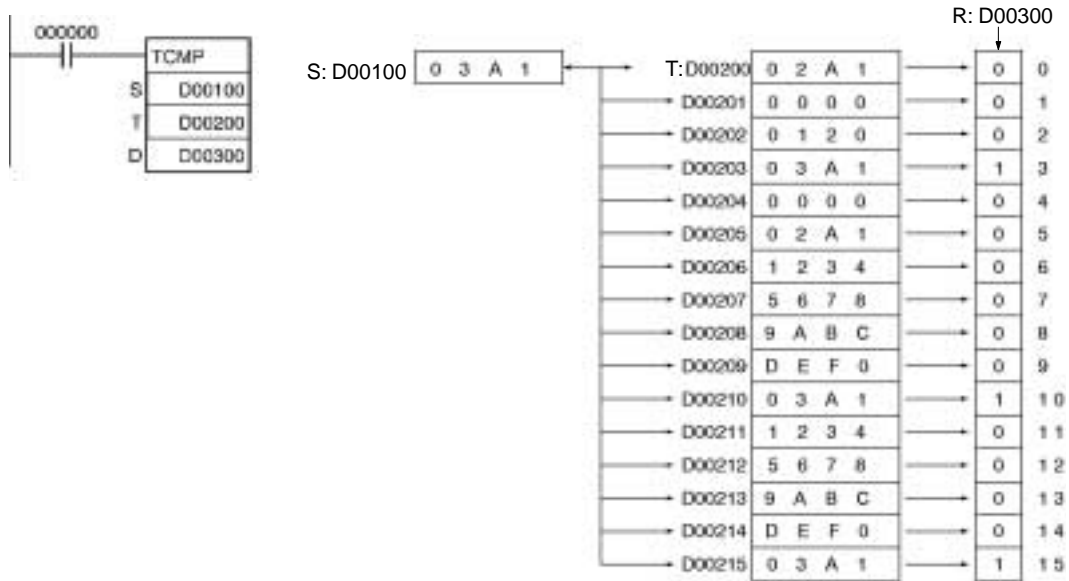 000000
TCMP
S D00100
T D00200
D D00300
R: D00300
S: D00100 0 3 A 1
T: D00200 0 2 A 1 0 0
D00201 0 0 0 0 0 1
D00202 0 1 2 0 0 2
D00203 0 3 A 1 1 3
D00204 0 0 0 0 0 4
D00205 0 2 A 1 0 5
D00206 1 2 3 4 0 6
D00207 5 6 7 8 0 7
D00208 9 A B C 0 8
D00209 D E F 0 0 9
D00210 0 3 A 1 1 10
D00211 1 2 3 4 0 11
D00212 5 6 7 8 0 12
D00213 9 A B C 0 13
D00214 D E F 0 0 14
D00215 0 3 A 1 1 15